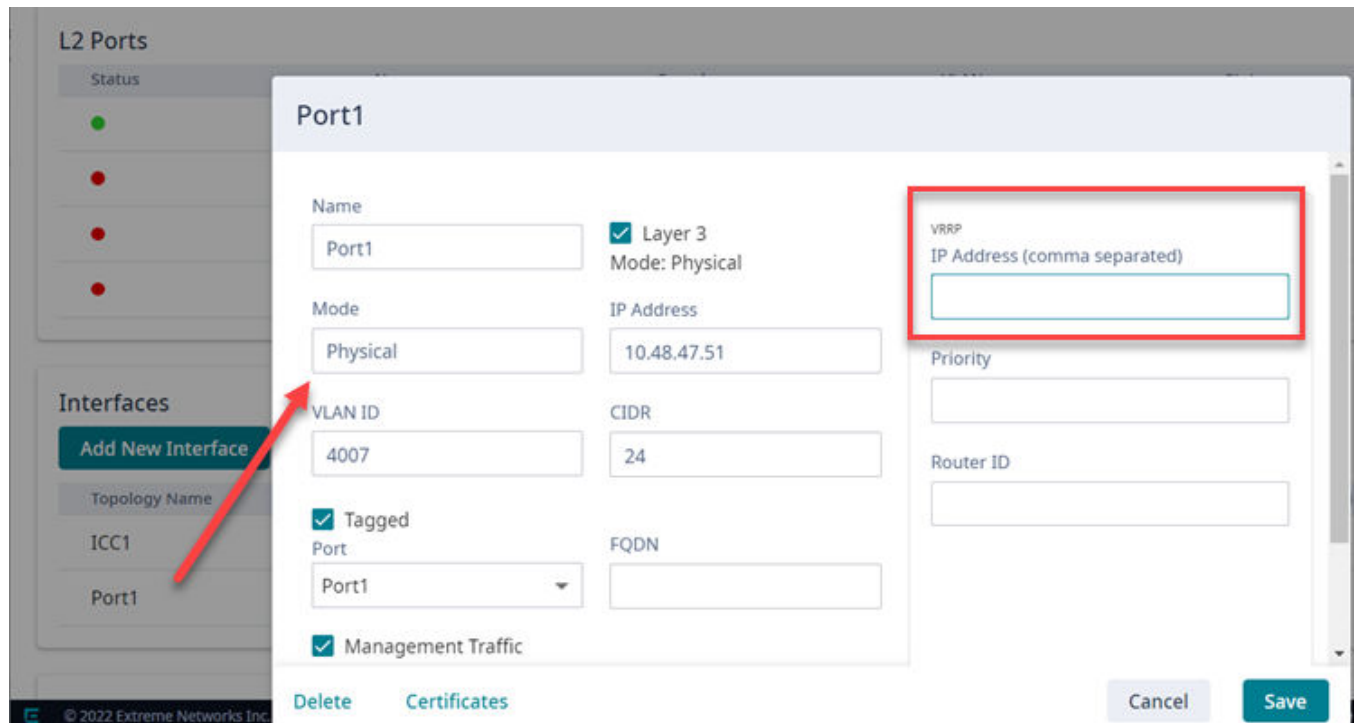 L2 Ports
Status
Port1
Name
Port1
Layer 3
Mode: Physical
VRRP
IP Address (comma separated)
Mode
Physical
IP Address
10.48.47.51
Priority
Interfaces
Add New Interface
VLAN ID
4007
CIDR
24
Router ID
Topology Name
ICC1
Port1
Tagged
Port
Port1
FQDN
Management Traffic
Delete
Certificates
Cancel
Save
© 2022 Extreme Networks Inc.